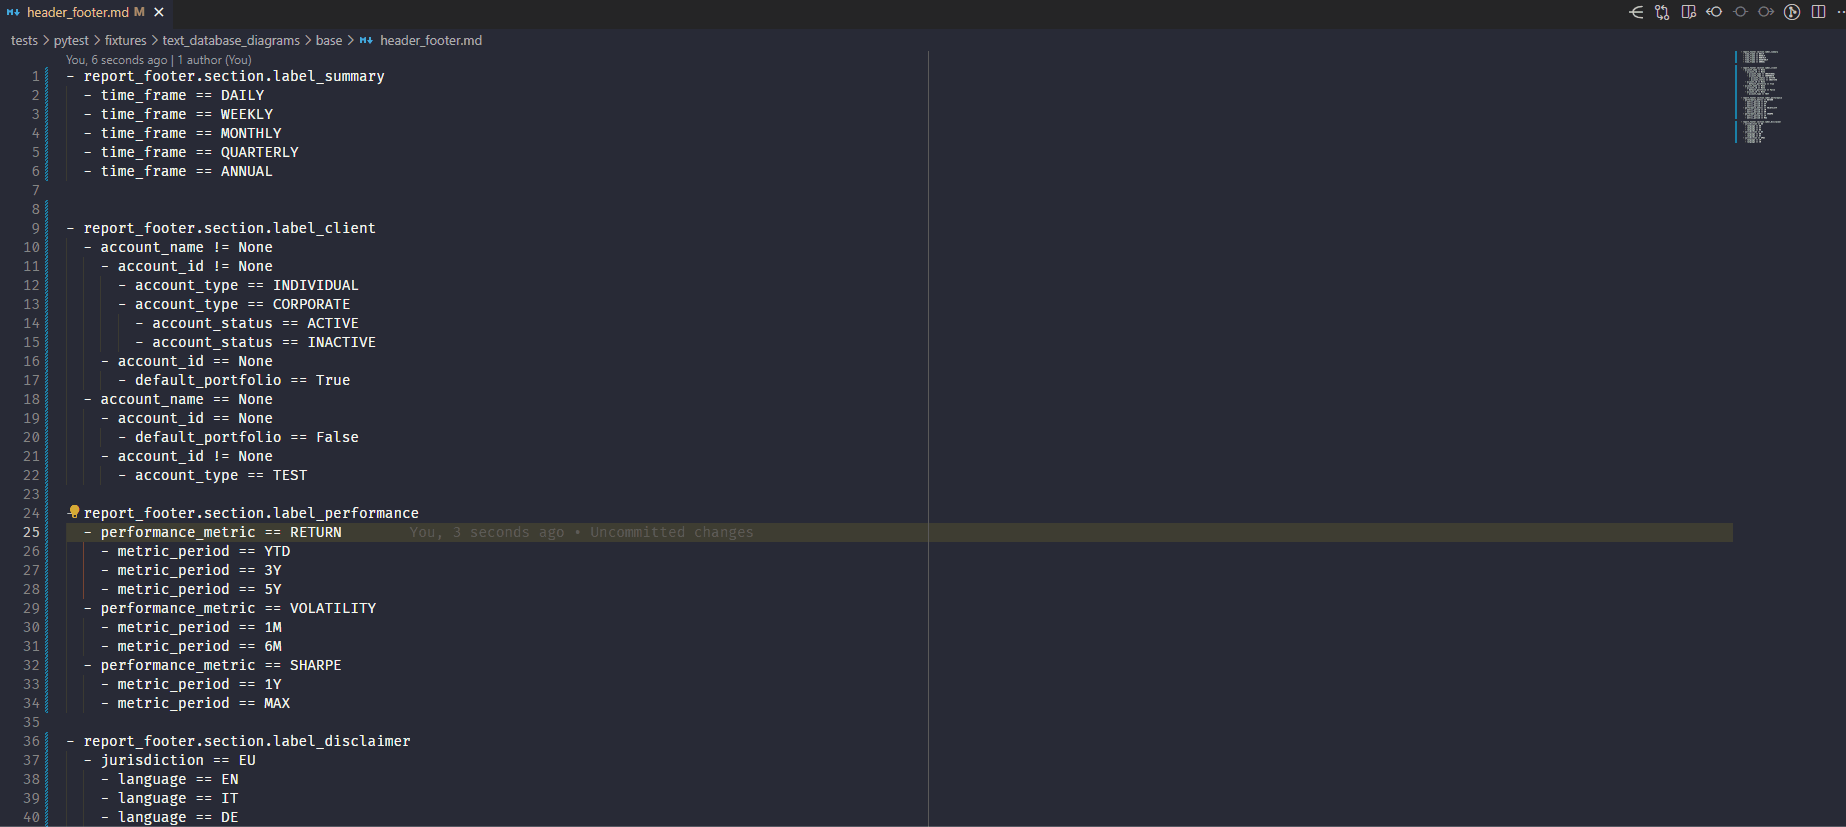 header_footer.md M
tests > pytest > fixtures > text_database_diagrams > base > header_footer.md
You, 6 seconds ago | 1 author (You)
1 - report_footer.section.label_summary
2 - time_frame == DAILY
3 - time_frame == WEEKLY
4 - time_frame == MONTHLY
5 - time_frame == QUARTERLY
6 - time_frame == ANNUAL
7
8
9 - report_footer.section.label_client
10 - account_name != None
11 - account_id != None
12 - account_type == INDIVIDUAL
13 - account_type == CORPORATE
14 - account_status == ACTIVE
15 - account_status == INACTIVE
16 - account_id == None
17 - default_portfolio == True
18 - account_name == None
19 - account_id == None
20 - default_portfolio == False
21 - account_id != None
22 - account_type == TEST
23
24 report_footer.section.label_performance
25 - performance_metric == RETURN You, 3 seconds ago • Uncommitted changes
26 - metric_period == YTD
27 - metric_period == 3Y
28 - metric_period == 5Y
29 - performance_metric == VOLATILITY
30 - metric_period == 1M
31 - metric_period == 6M
32 - performance_metric == SHARPE
33 - metric_period == 1Y
34 - metric_period == MAX
35
36 - report_footer.section.label_disclaimer
37 - jurisdiction == EU
38 - language == EN
39 - language == IT
40 - language == DE